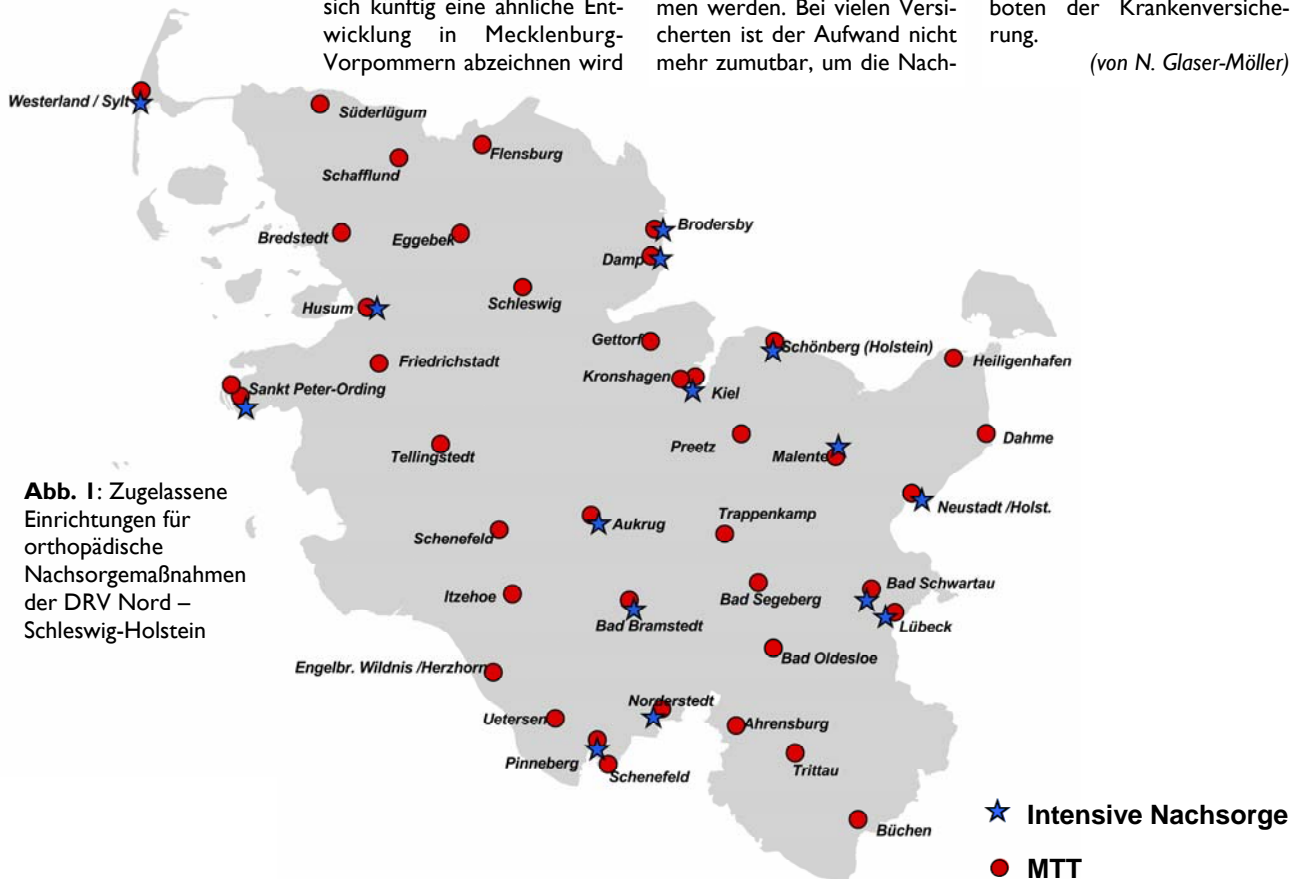 sich künftig eine ähnliche Ent-
wicklung in Mecklenburg-
Vorpommern abzeichnen wird
men werden. Bei vielen Versi-
cherten ist der Aufwand nicht
mehr zumutbar, um die Nach-
boten der Krankenversiche-
rung.
(von N. Glaser-Möller)
Westerland / Sylt
Süderlügum
Flensburg
Schafflund
Brodersby
Bredstedt
Eggebek
Damp
Schleswig
Husum
Gettorf
Schönberg (Holstein)
Heiligenhafen
Friedrichstadt
Kronshagen
Sankt Peter-Ording
Kiel
Preetz
Dahme
Tellingstedt
Malente
Abb. 1: Zugelassene
Einrichtungen für
orthopädische
Nachsorgemaßnahmen
der DRV Nord –
Schleswig-Holstein
Neustadt /Holst.
Trappenkamp
Aukrug
Schenefeld
Bad Schwartau
Itzehoe
Bad Segeberg
Bad Bramstedt
Lübeck
Bad Oldesloe
Engelbr. Wildnis /Herzhorn
Norderstedt
Uetersen
Ahrensburg
Pinneberg
Schenefeld
Trittau
Büchen
Intensive Nachsorge
MTT